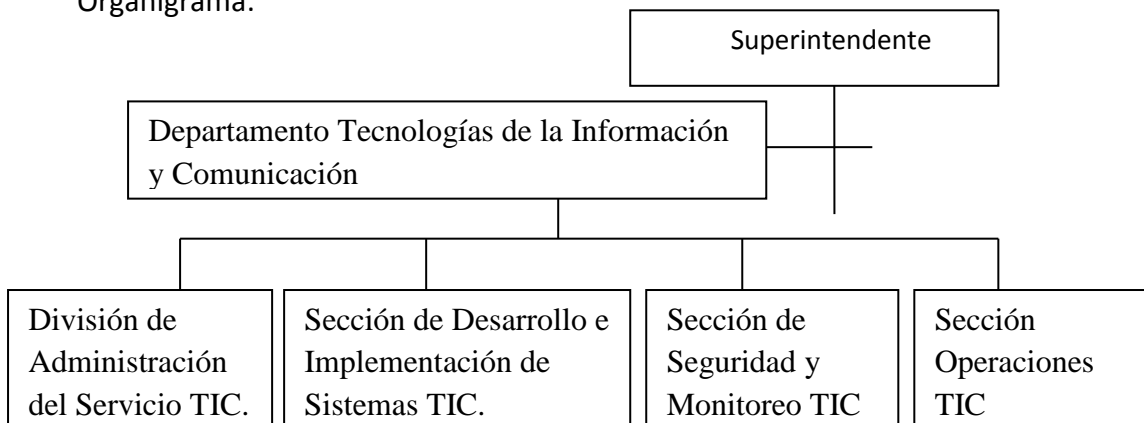 Organigrama:
Superintendente
Departamento Tecnologías de la Información
y Comunicación
División de
Administración
del Servicio TIC.
Sección de Desarrollo e
Implementación de
Sistemas TIC.
Sección de
Seguridad y
Monitoreo TIC
Sección
Operaciones
TIC